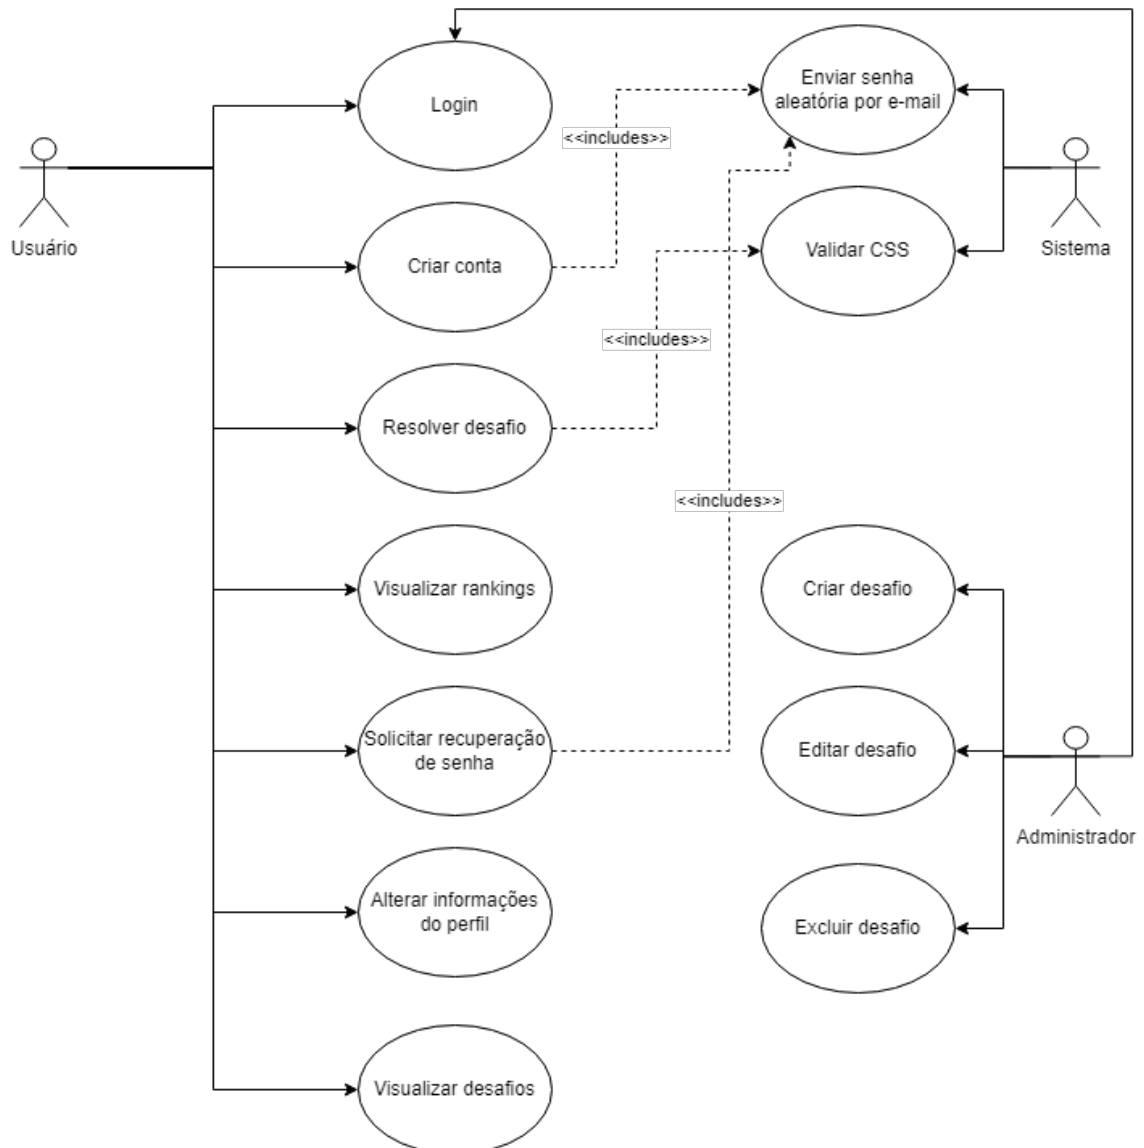 Login
Enviar senha
aleatória por e-mail
<<includes>>
Usuário
Sistema
Criar conta
Validar CSS
<<includes>>
Resolver desafio
<<includes>>
Visualizar rankings
Criar desafio
Solicitar recuperação
de senha
Editar desafio
Administrador
Alterar informações
do perfil
Excluir desafio
Visualizar desafios